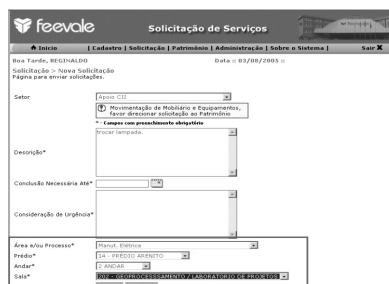 feevale Solicitação de Serviços
Início | Cadastro | Solicitação | Patrimônio | Administração | Sobre o Sistema | Sair X
Boa Tarde, REGINALDO Data :: 03/08/2005 ::
Solicitação > Nova Solicitação
Página para enviar solicitações.
Setor Apoio CII
Movimentação de Mobiliário e Equipamentos,
favor direcionar solicitação ao Patrimônio
* - Campos com preenchimento obrigatório
Descrição* trocar lampada.
Conclusão Necessária Até*
Consideração de Urgência*
Área e/ou Processo* Manut. Elétrica
Prédio* 14 - PRÉDIO ARENITO
Andar* 2 ANDAR
Sala* 202 - GEOPROCESSSAMENTO / LABORATORIO DE PROJETOS